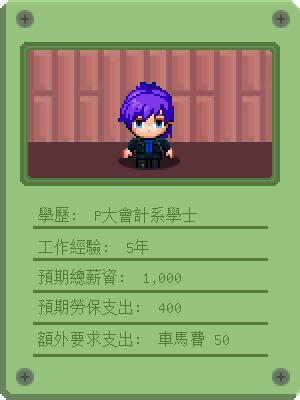 學歷: P大會計系學士
工作經驗: 5年
預期總薪資: 1,000
預期勞保支出: 400
額外要求支出: 車馬費 50